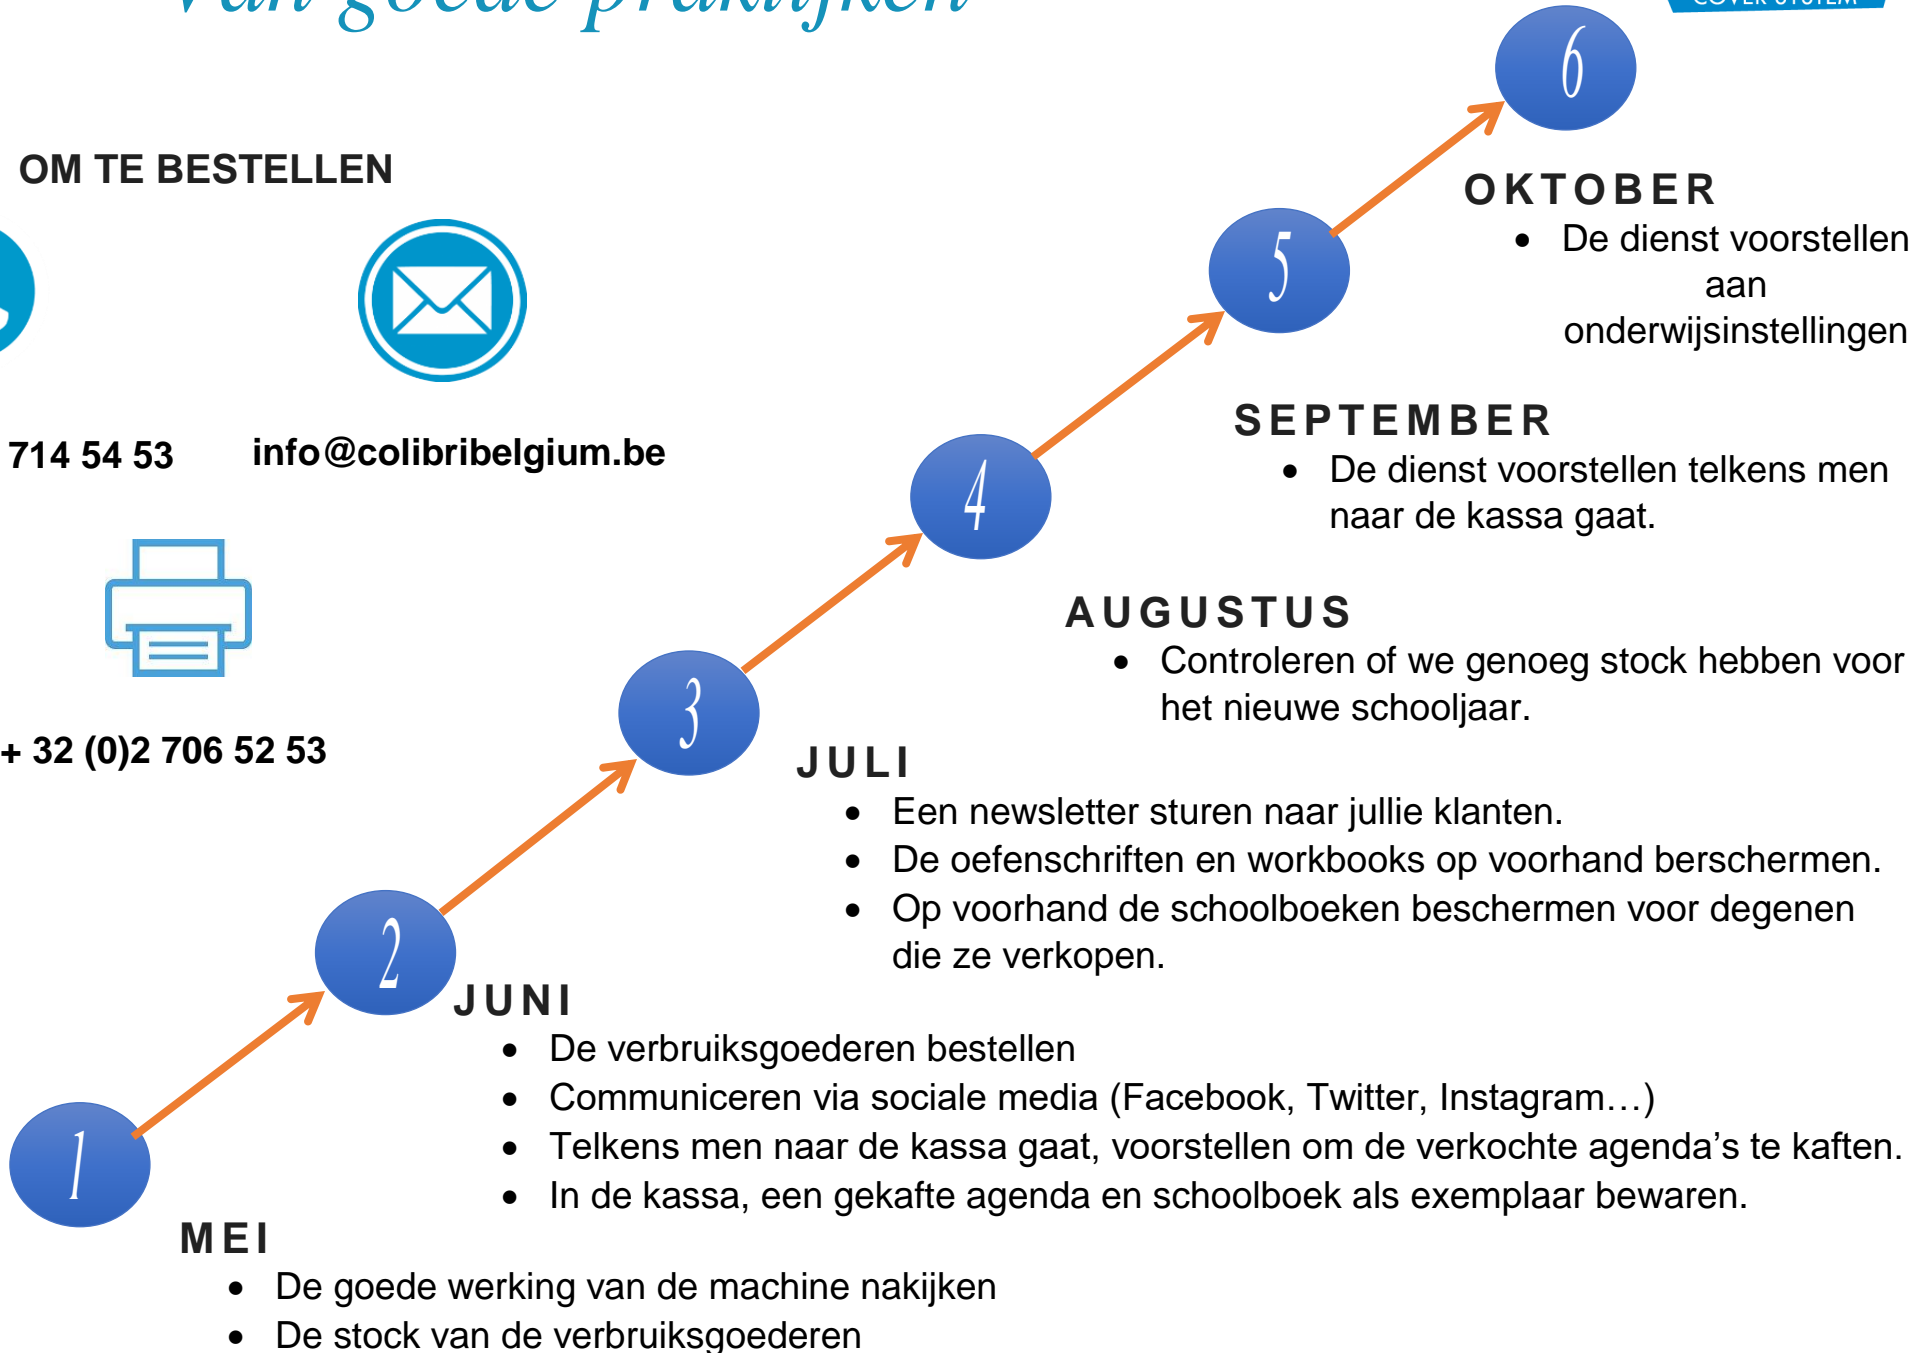 van goede praktijken
COVER SYSTEM
6
OM TE BESTELLEN
OKTOBER
• De dienst voorstellen
aan
onderwijsinstellingen
5
714 54 53
info@colibribelgium.be
SEPTEMBER
• De dienst voorstellen telkens men
naar de kassa gaat.
4
AUGUSTUS
• Controleren of we genoeg stock hebben voor
het nieuwe schooljaar.
3
+ 32 (0)2 706 52 53
JULI
• Een newsletter sturen naar jullie klanten.
• De oefenschriften en workbooks op voorhand berschermen.
• Op voorhand de schoolboeken beschermen voor degenen
die ze verkopen.
2
JUNI
• De verbruiksgoederen bestellen
• Communiceren via sociale media (Facebook, Twitter, Instagram…)
• Telkens men naar de kassa gaat, voorstellen om de verkochte agenda’s te kaften.
• In de kassa, een gekafte agenda en schoolboek als exemplaar bewaren.
1
MEI
• De goede werking van de machine nakijken
• De stock van de verbruiksgoederen